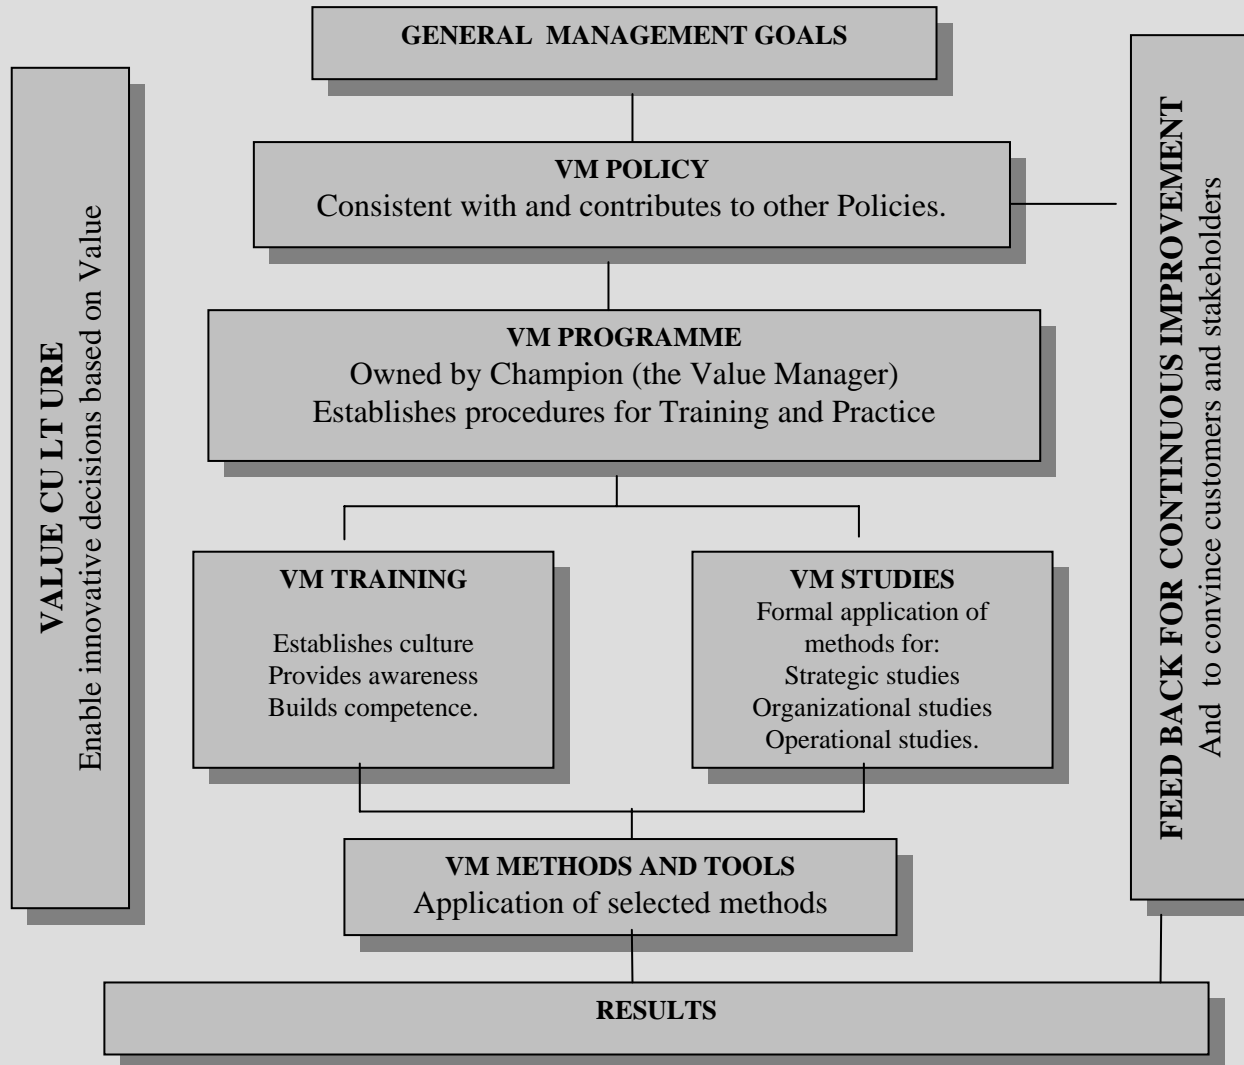 GENERAL MANAGEMENT GOALS
VM POLICY
Consistent with and contributes to other Policies.
VM PROGRAMME
Owned by Champion (the Value Manager)
Establishes procedures for Training and Practice
VALUE CU LT URE
Enable innovative decisions based on Value
VM TRAINING
Establishes culture
Provides awareness
Builds competence.
VM STUDIES
Formal application of
methods for:
Strategic studies
Organizational studies
Operational studies.
FEED BACK FOR CONTINUOUS IMPROVEMENT
And to convince customers and stakeholders
VM METHODS AND TOOLS
Application of selected methods
RESULTS